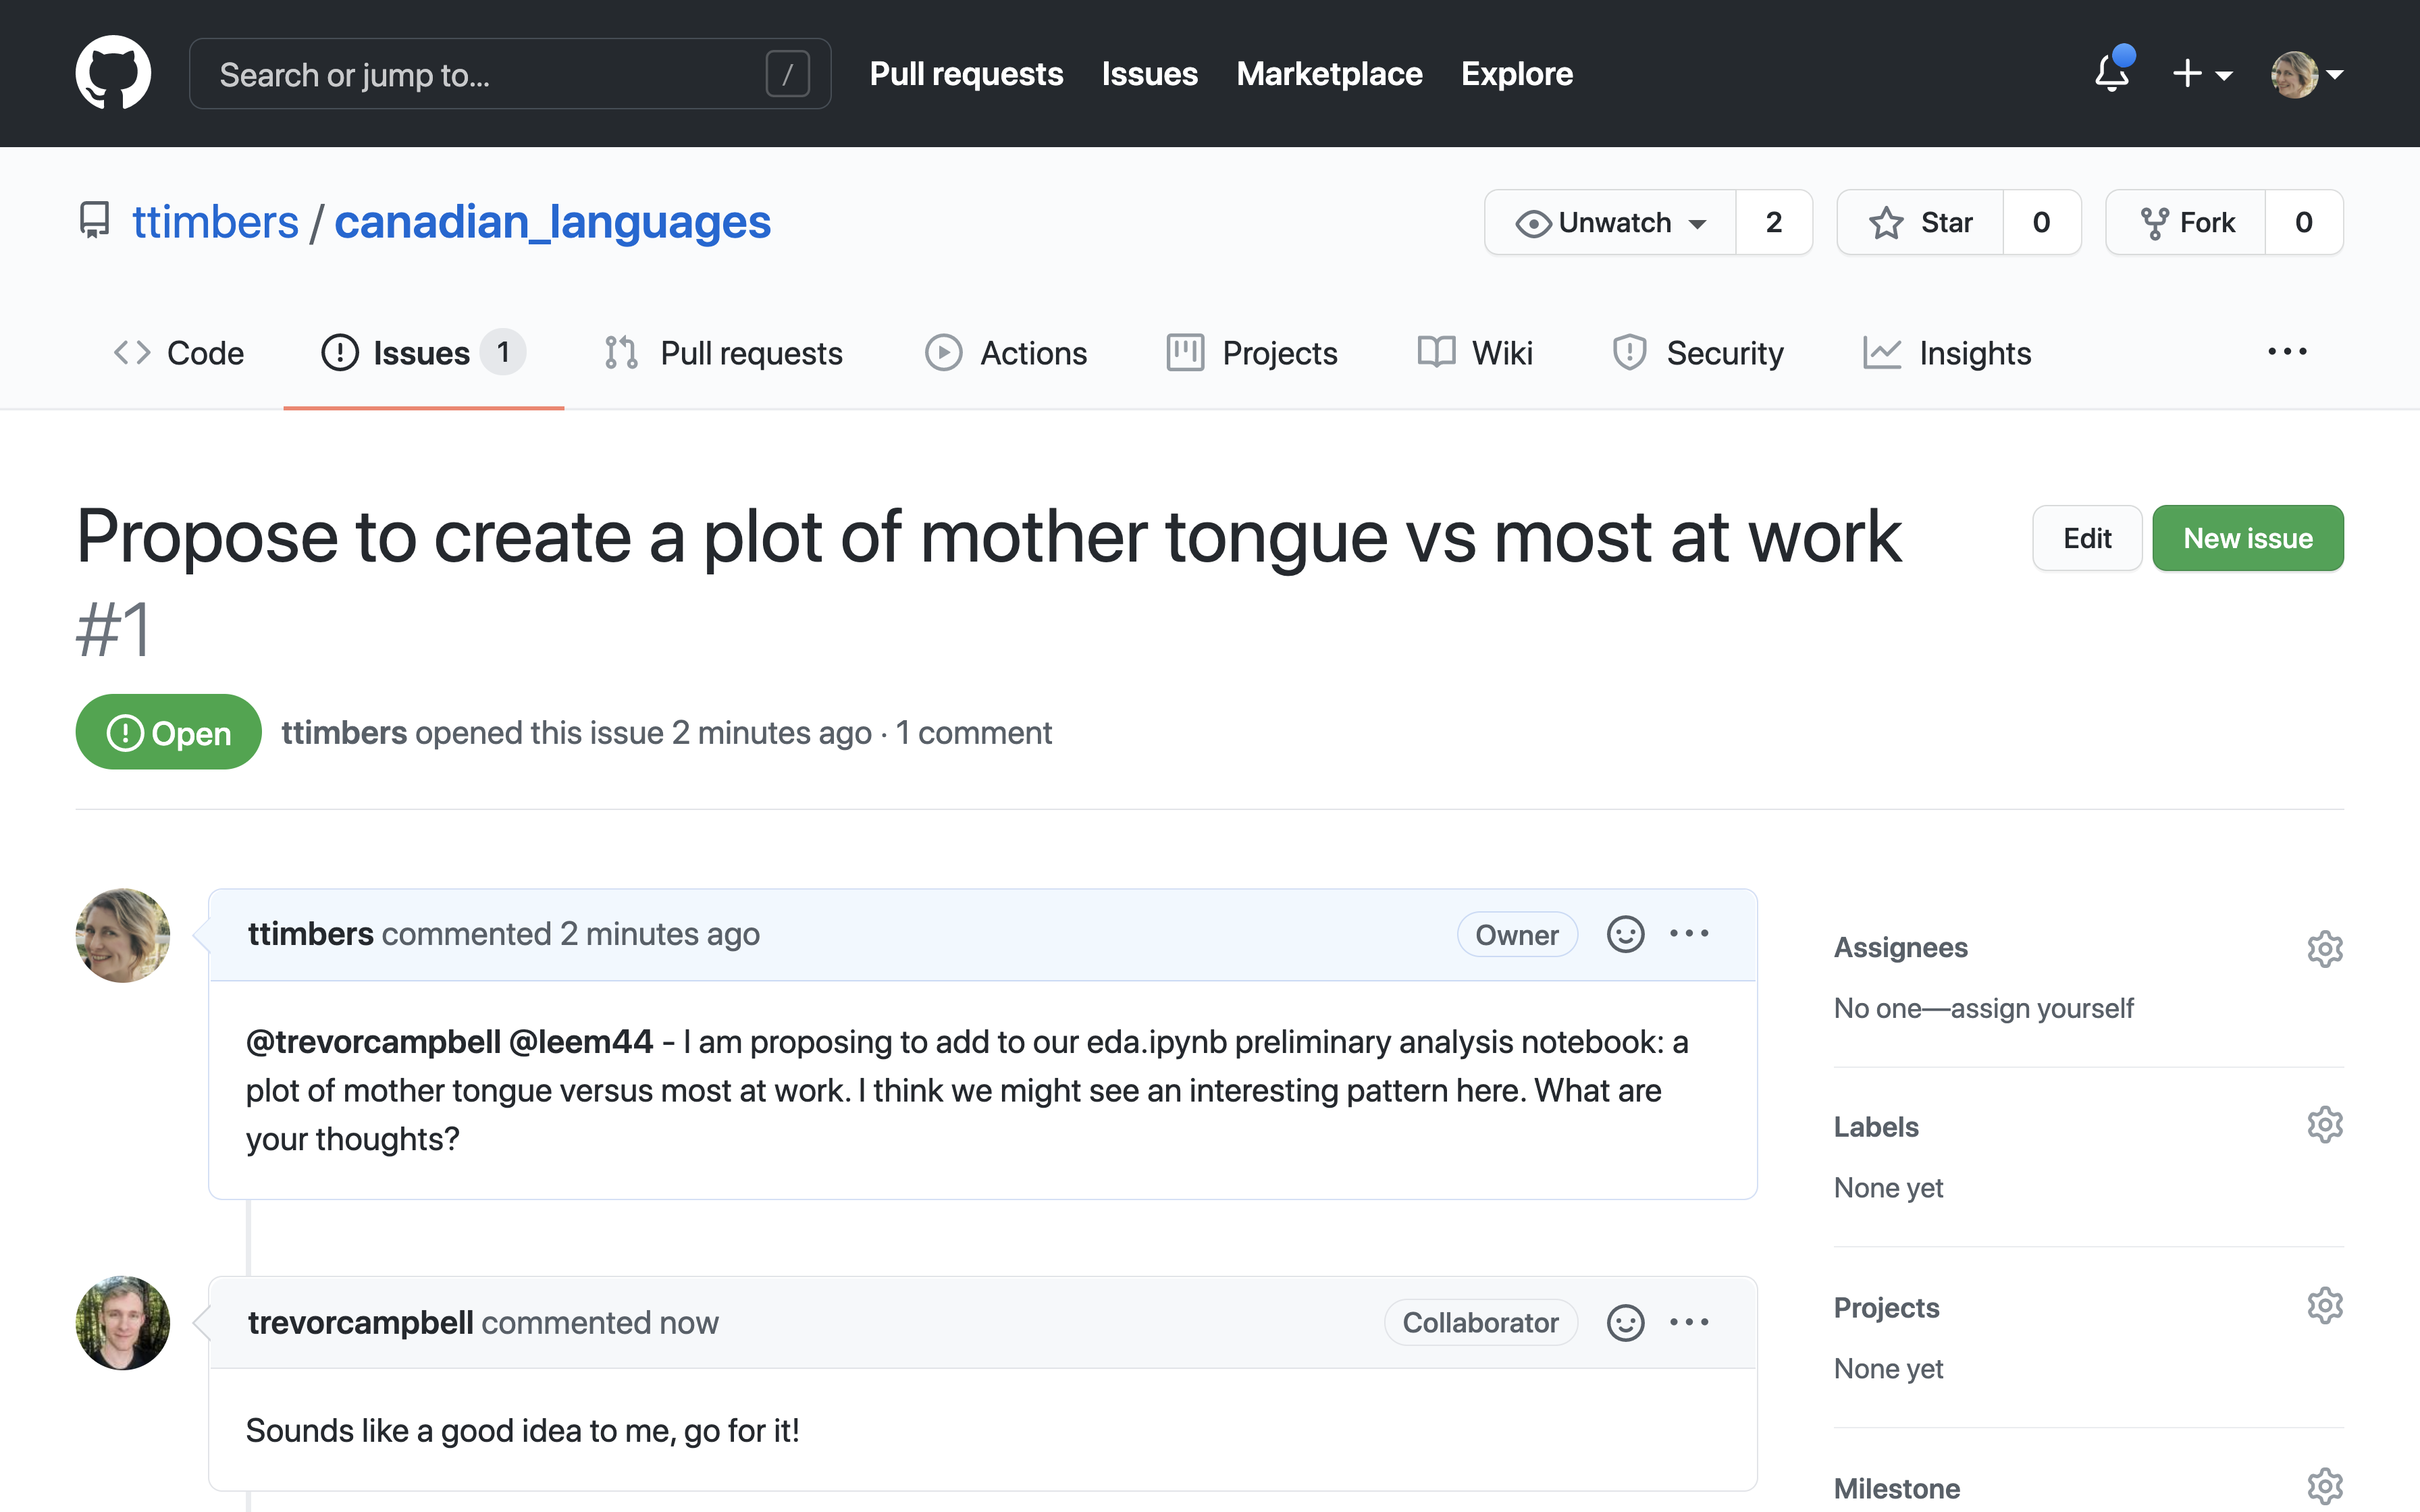 Search or jump to... /
Pull requests Issues Marketplace Explore
ttimbers / canadian_languages
Unwatch 2 Star 0 Fork 0
Code Issues 1 Pull requests Actions Projects Wiki Security Insights
Propose to create a plot of mother tongue vs most at work
#1
Edit New issue
Open ttimbers opened this issue 2 minutes ago · 1 comment
ttimbers commented 2 minutes ago Owner
@trevorcampbell @leem44 - I am proposing to add to our eda.ipynb preliminary analysis notebook: a
plot of mother tongue versus most at work. I think we might see an interesting pattern here. What are
your thoughts?
trevorcampbell commented now Collaborator
Sounds like a good idea to me, go for it!
Assignees
No one—assign yourself
Labels
None yet
Projects
None yet
Milestone